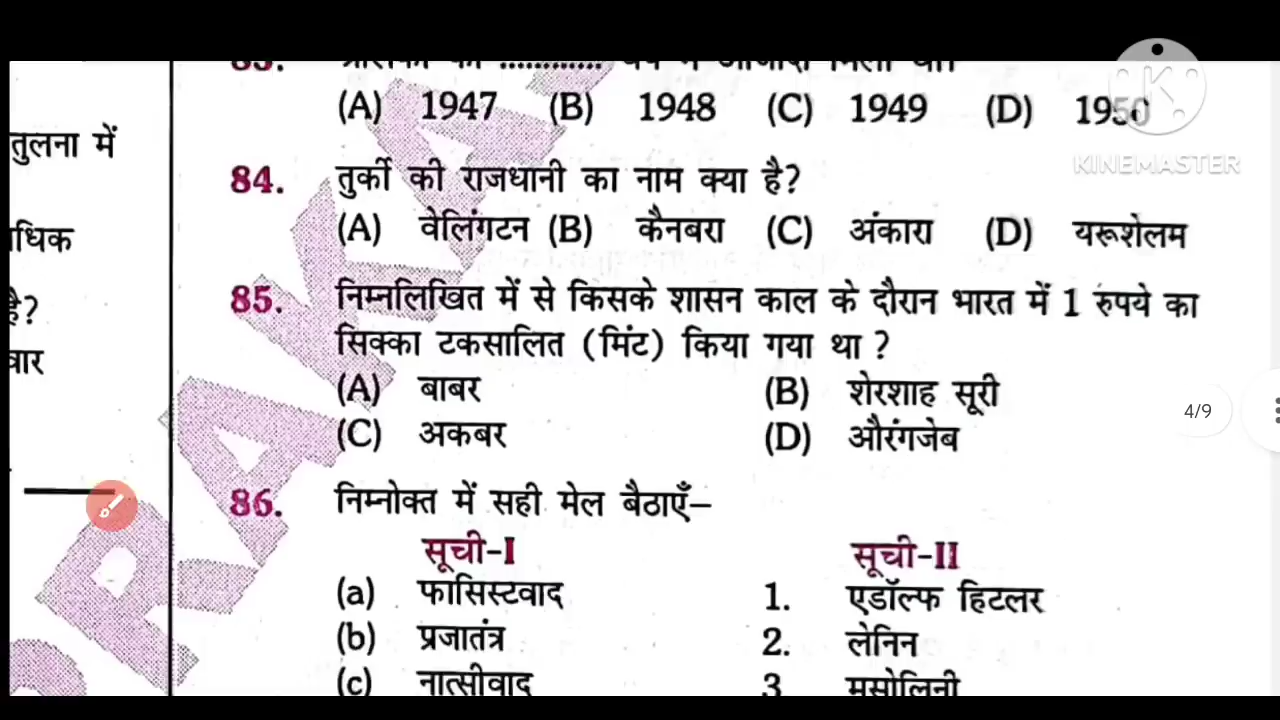 तुलना में
धिक
है?
वार
(A) 1947 (B) 1948 (C) 1949 (D) 1950
KINEMASTER
84. तुर्की की राजधानी का नाम क्या है?
(A) वेलिंगटन (B) कैनबरा (C) अंकारा (D) यरूशेलम
85. निम्नलिखित में से किसके शासन काल के दौरान भारत में 1 रुपये का
सिक्का टकसालित (मिंट) किया गया था ?
(A) बाबर (B) शेरशाह सूरी
(C) अकबर (D) औरंगजेब
4/9
86. निम्नोक्त में सही मेल बैठाएँ–
सूची-I सूची-II
(a) फासिस्टवाद 1. एडॉल्फ हिटलर
(b) प्रजातंत्र 2. लेनिन
(c) नात्सीवाद 3 मुसोलिनी